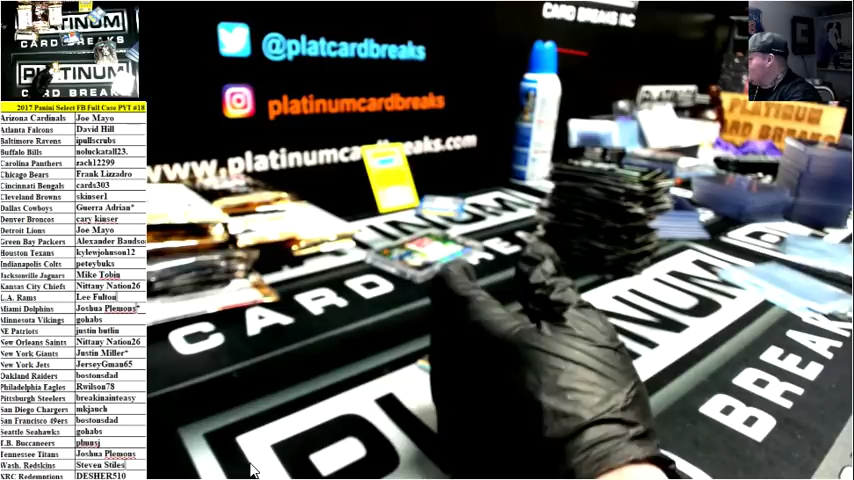 PLATINUM
CARD BREAKS
PLATINUM
CARD BREAKS RC
@platcardbreaks
platinumcardbreaks
www.platinumcardbreaks.com
PLATINUM
CARD BREAKS
CARD BREA
INUM
BREAK
2017 Panini Select FB Full Case PYT #18
Arizona Cardinals Joe Mayo
Atlanta Falcons David Hill
Baltimore Ravens ipullscrubs
Buffalo Bills noluckatall23.
Carolina Panthers zach12299
Chicago Bears Frank Lizzadro
Cincinnati Bengals cards303
Cleveland Browns skinser1
Dallas Cowboys Guerra Adrian*
Denver Broncos cary kinser
Detroit Lions Joe Mayo
Green Bay Packers Alexander Baudso
Houston Texans kylewjohnson12
Indianapolis Colts peteybuks
Jacksonville Jaguars Mike Tobin
Kansas City Chiefs Nittany Nation26
L.A. Rams Lee Fulton
Miami Dolphins Joshua Plemons*
Minnesota Vikings gohabs
NE Patriots justin butlin
New Orleans Saints Nittany Nation26
New York Giants Justin Miller*
New York Jets JerseyGman65
Oakland Raiders bostonsdad
Philadelphia Eagles Rwilson78
Pittsburgh Steelers breakinainteasy
San Diego Chargers mkjauch
San Francisco 49ers bostonsdad
Seattle Seahawks gohabs
T.B. Buccaneers
Tennessee Titans Joshua Plemons
Wash. Redskins Steven Stiles
XRC Redemptions DESHER510